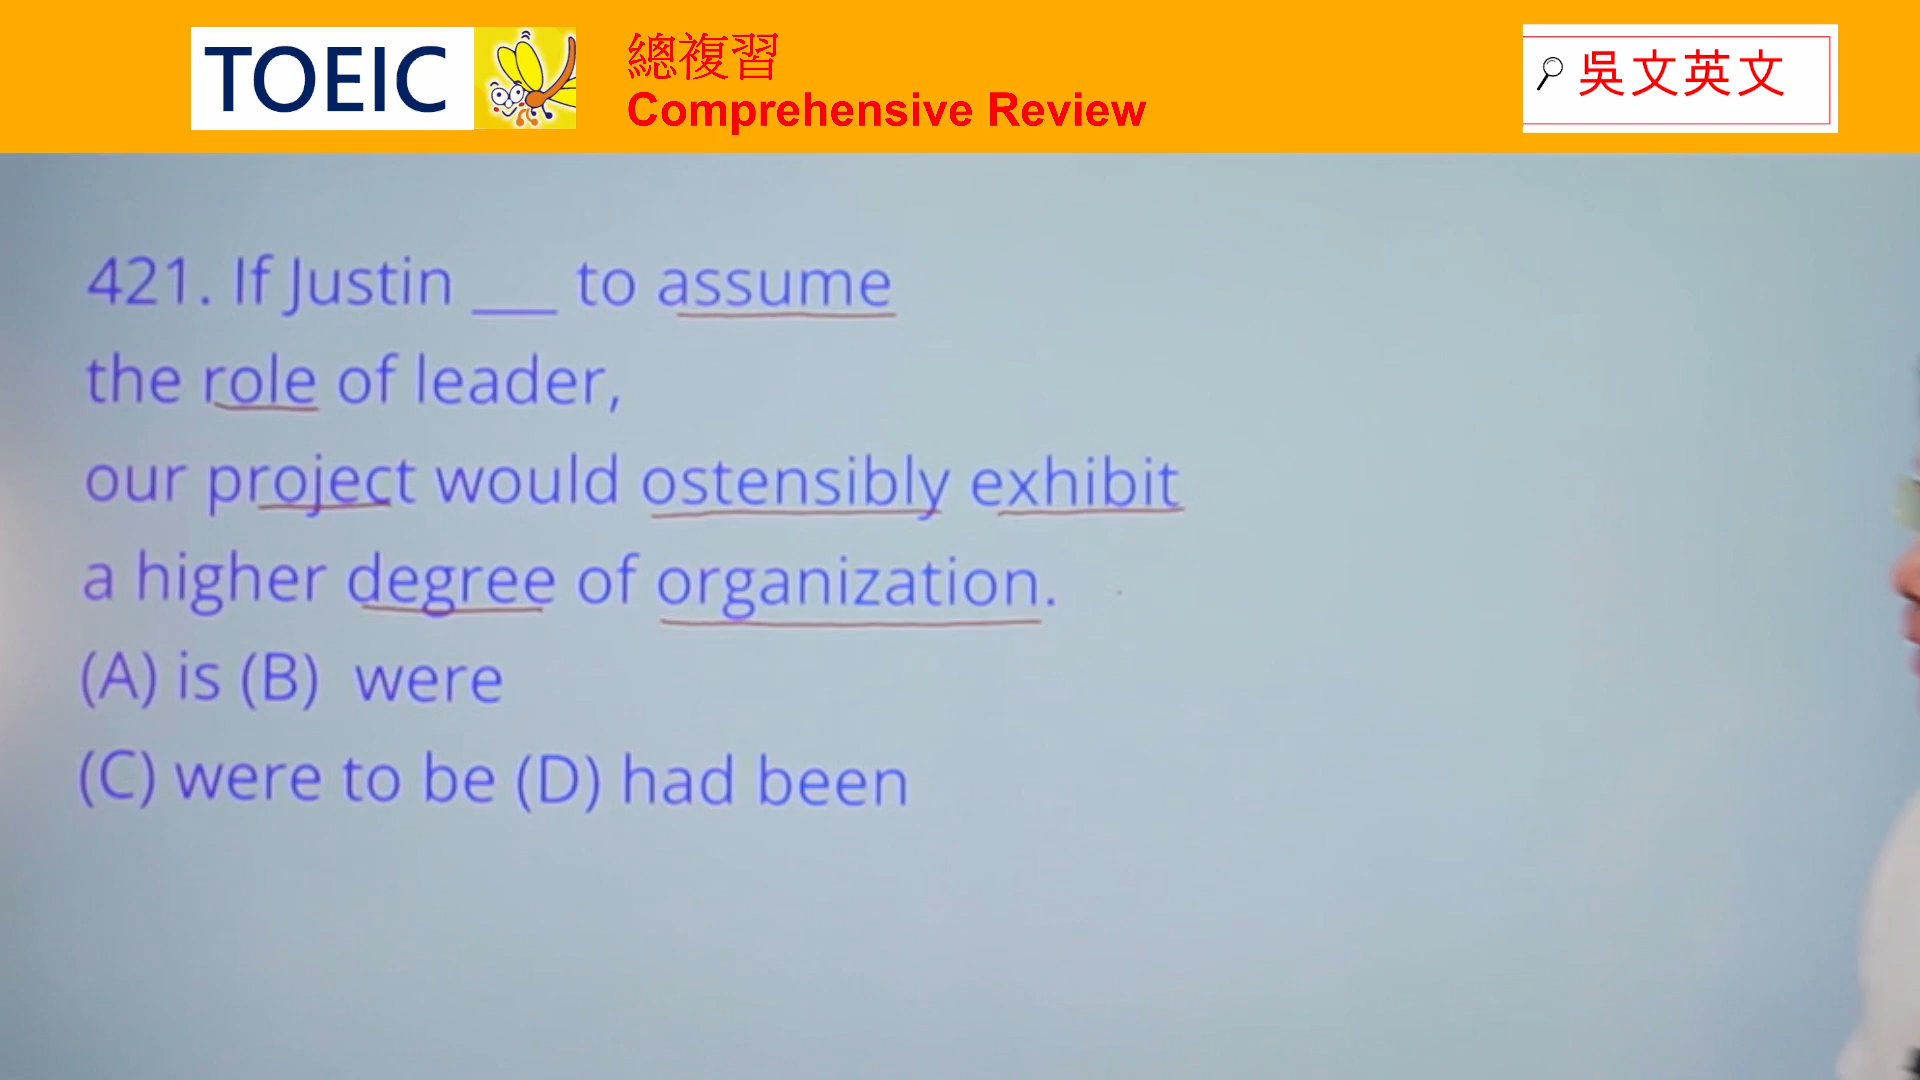 TOEIC
總複習
Comprehensive Review
吳文英文
421. If Justin ___ to assume
the role of leader,
our project would ostensibly exhibit
a higher degree of organization.
(A) is (B) were
(C) were to be (D) had been